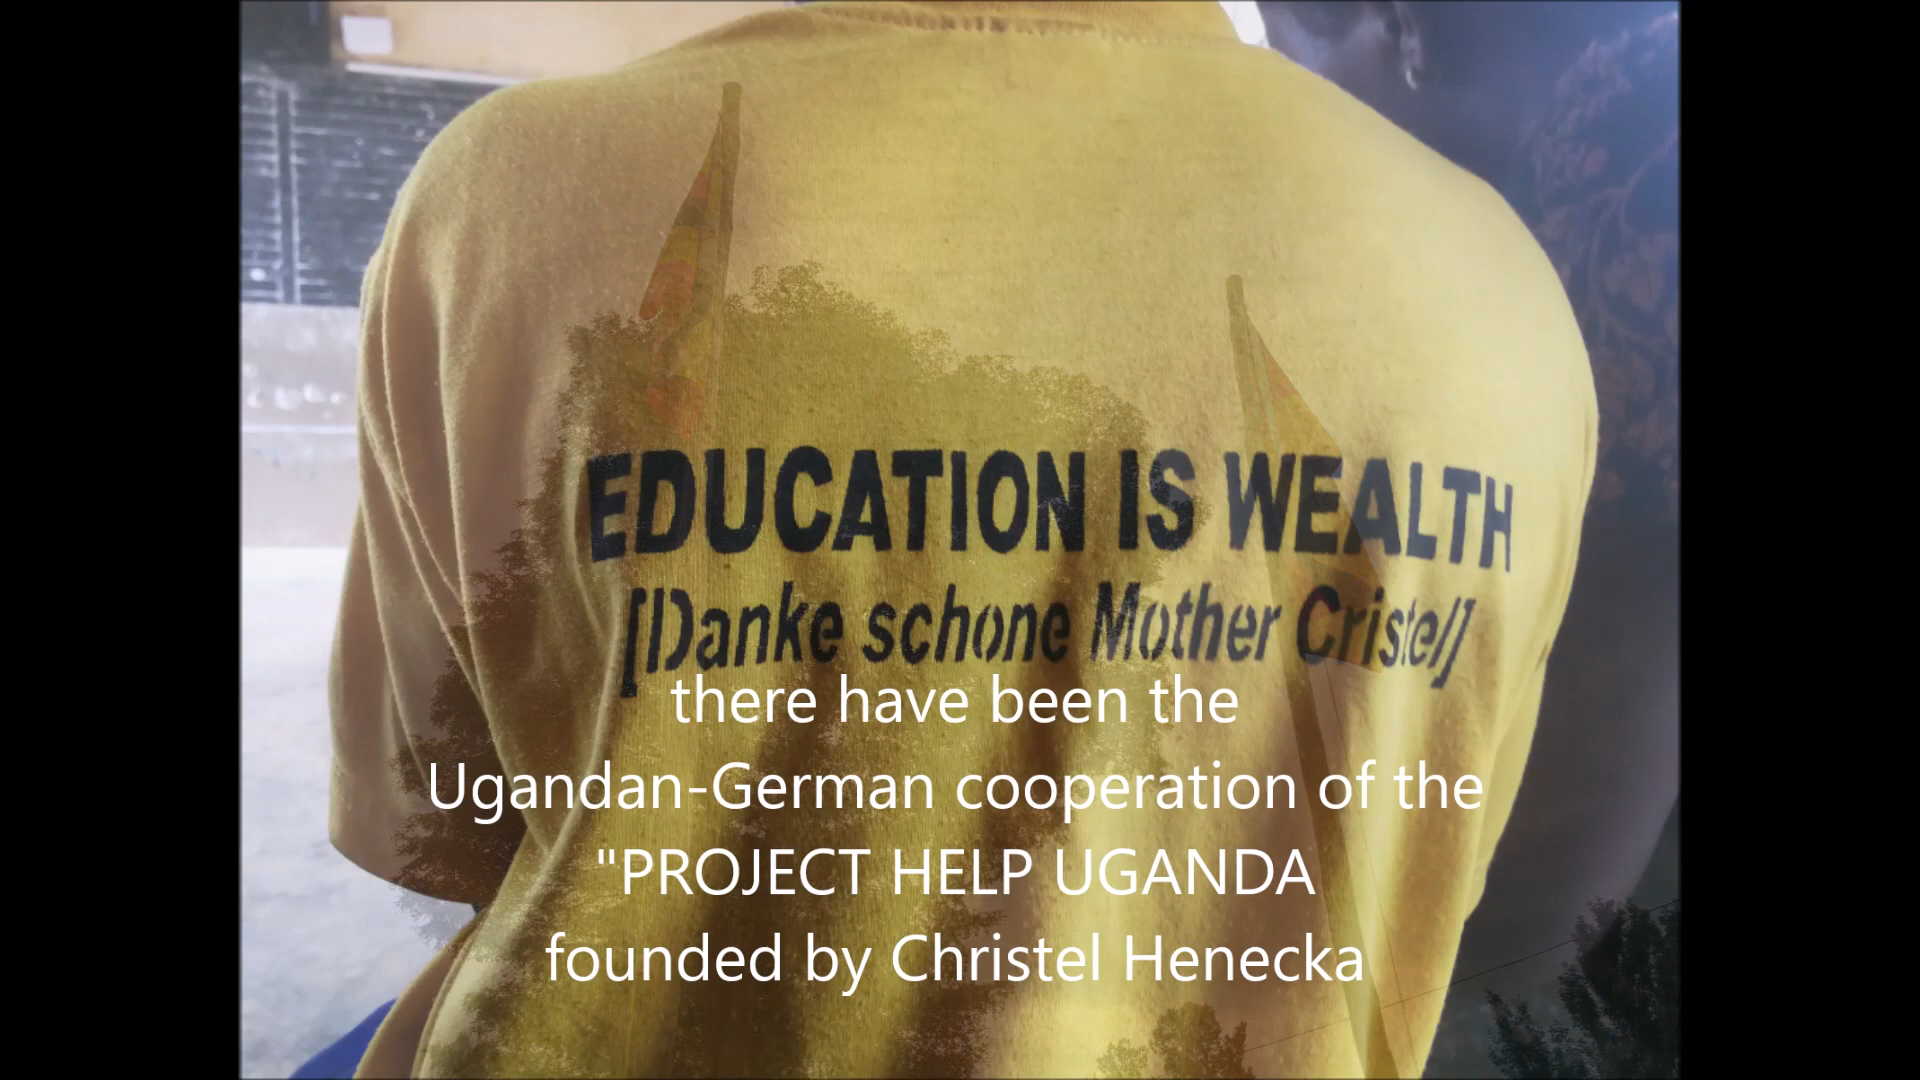 EDUCATION IS WEALTH
[Danke schone Mother Cristel]
there have been the
Ugandan-German cooperation of the
"PROJECT HELP UGANDA
founded by Christel Henecka